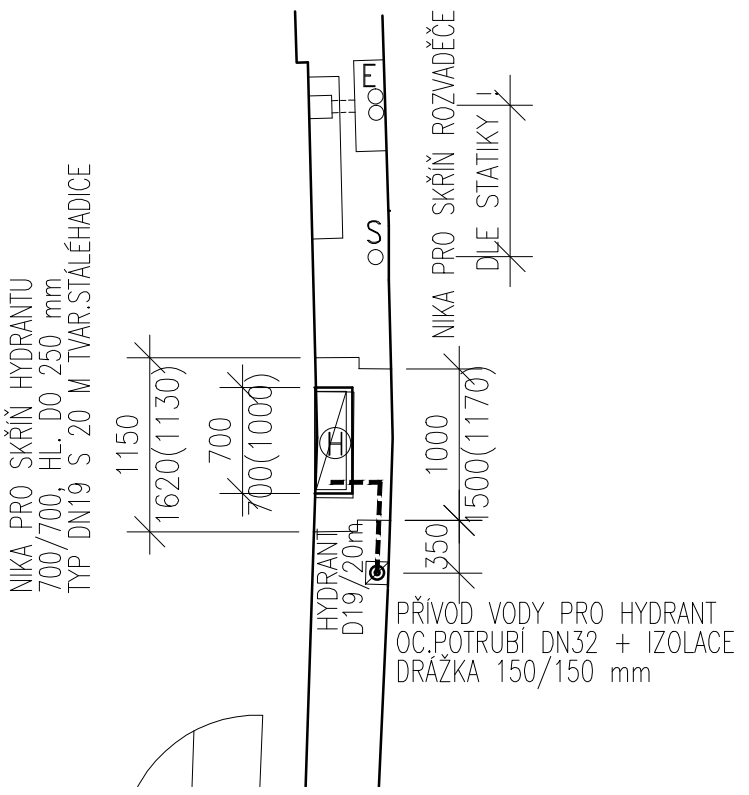 NIKA PRO SKŘÍŇ HYDRANTU
700/700, HL. DO 250 mm
TYP DN19 S 20 M TVAR.STÁLÉHADICE
1150
1620(1130)
700
700(1000)
H
HYDRANT
D19/20m
E
S
NIKA PRO SKŘÍŇ ROZVADĚČE
DLE STATIKY !
1000
1500(1170)
350
PŘÍVOD VODY PRO HYDRANT
OC.POTRUBÍ DN32 + IZOLACE
DRÁŽKA 150/150 mm